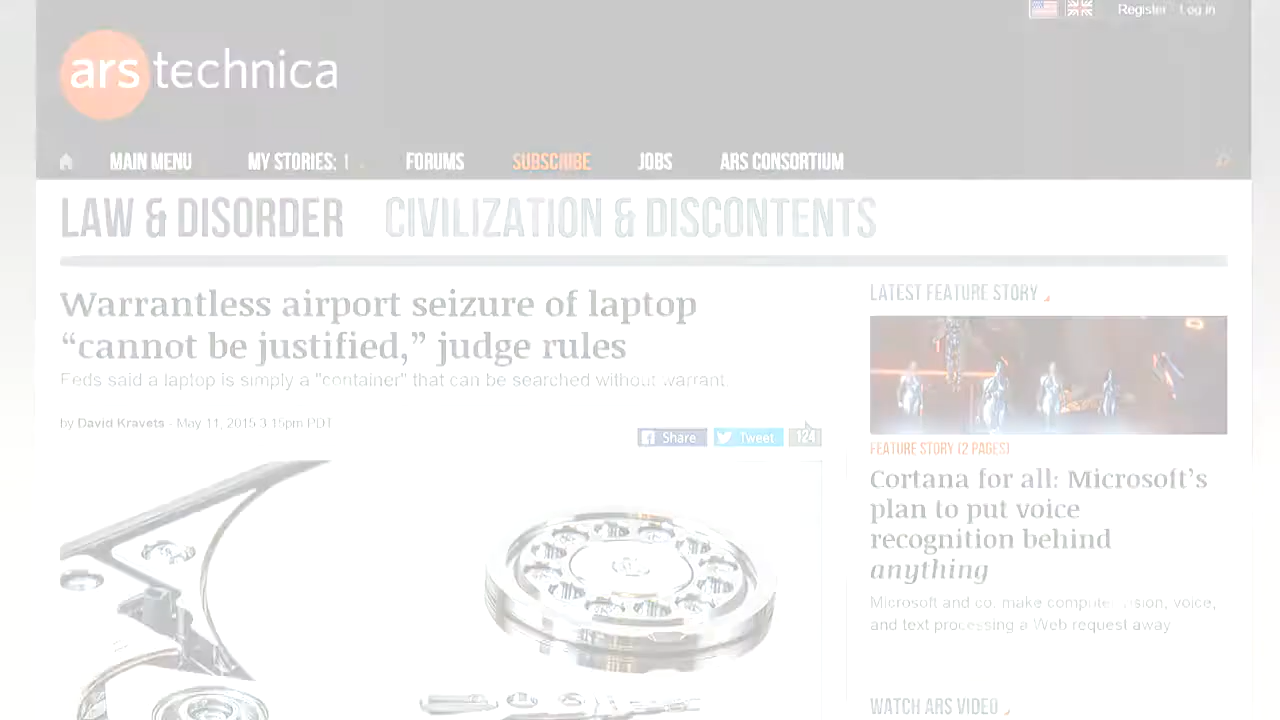 Register Log in
ars technica
MAIN MENU MY STORIES: 1 FORUMS SUBSCRIBE JOBS ARS CONSORTIUM
LAW & DISORDER CIVILIZATION & DISCONTENTS
Warrantless airport seizure of laptop
“cannot be justified,” judge rules
Feds said a laptop is simply a "container" that can be searched without warrant.
by David Kravets - May 11, 2015 3:15pm PDT
Share Tweet 124
LATEST FEATURE STORY
FEATURE STORY (2 PAGES)
Cortana for all: Microsoft’s
plan to put voice
recognition behind
anything
Microsoft and co. make computer vision, voice,
and text processing a Web request away
WATCH ARS VIDEO